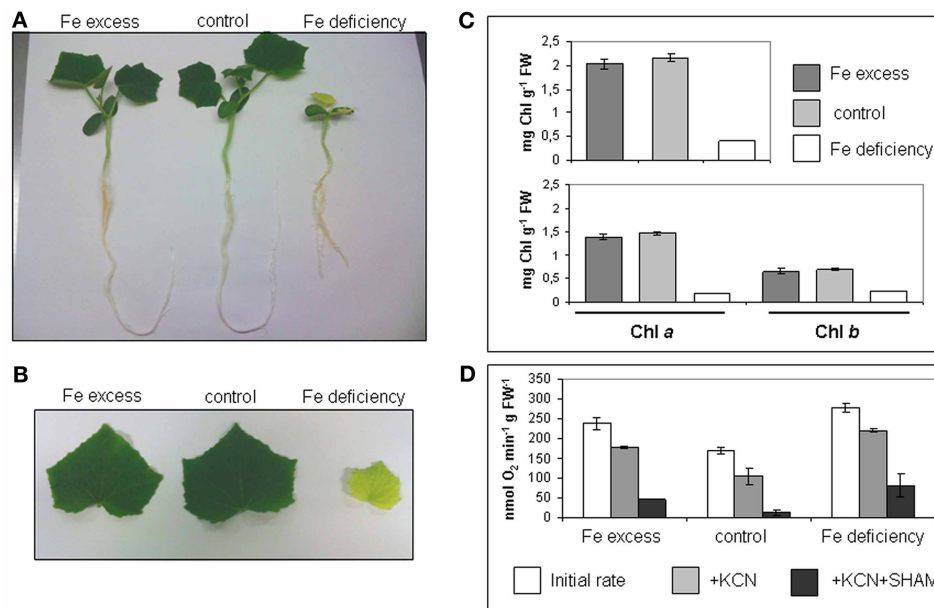 A
Fe excess control Fe deficiency
B
Fe excess control Fe deficiency
C
mg Chl g-1 FW
2,5
2
1,5
1
0,5
0
Fe excess
control
Fe deficiency
mg Chl g-1 FW
2,5
2
1,5
1
0,5
0
Chl a Chl b
D
nmol O2 min-1 g FW-1
350
300
250
200
150
100
50
0
Fe excess control Fe deficiency
Initial rate +KCN +KCN+SHAM